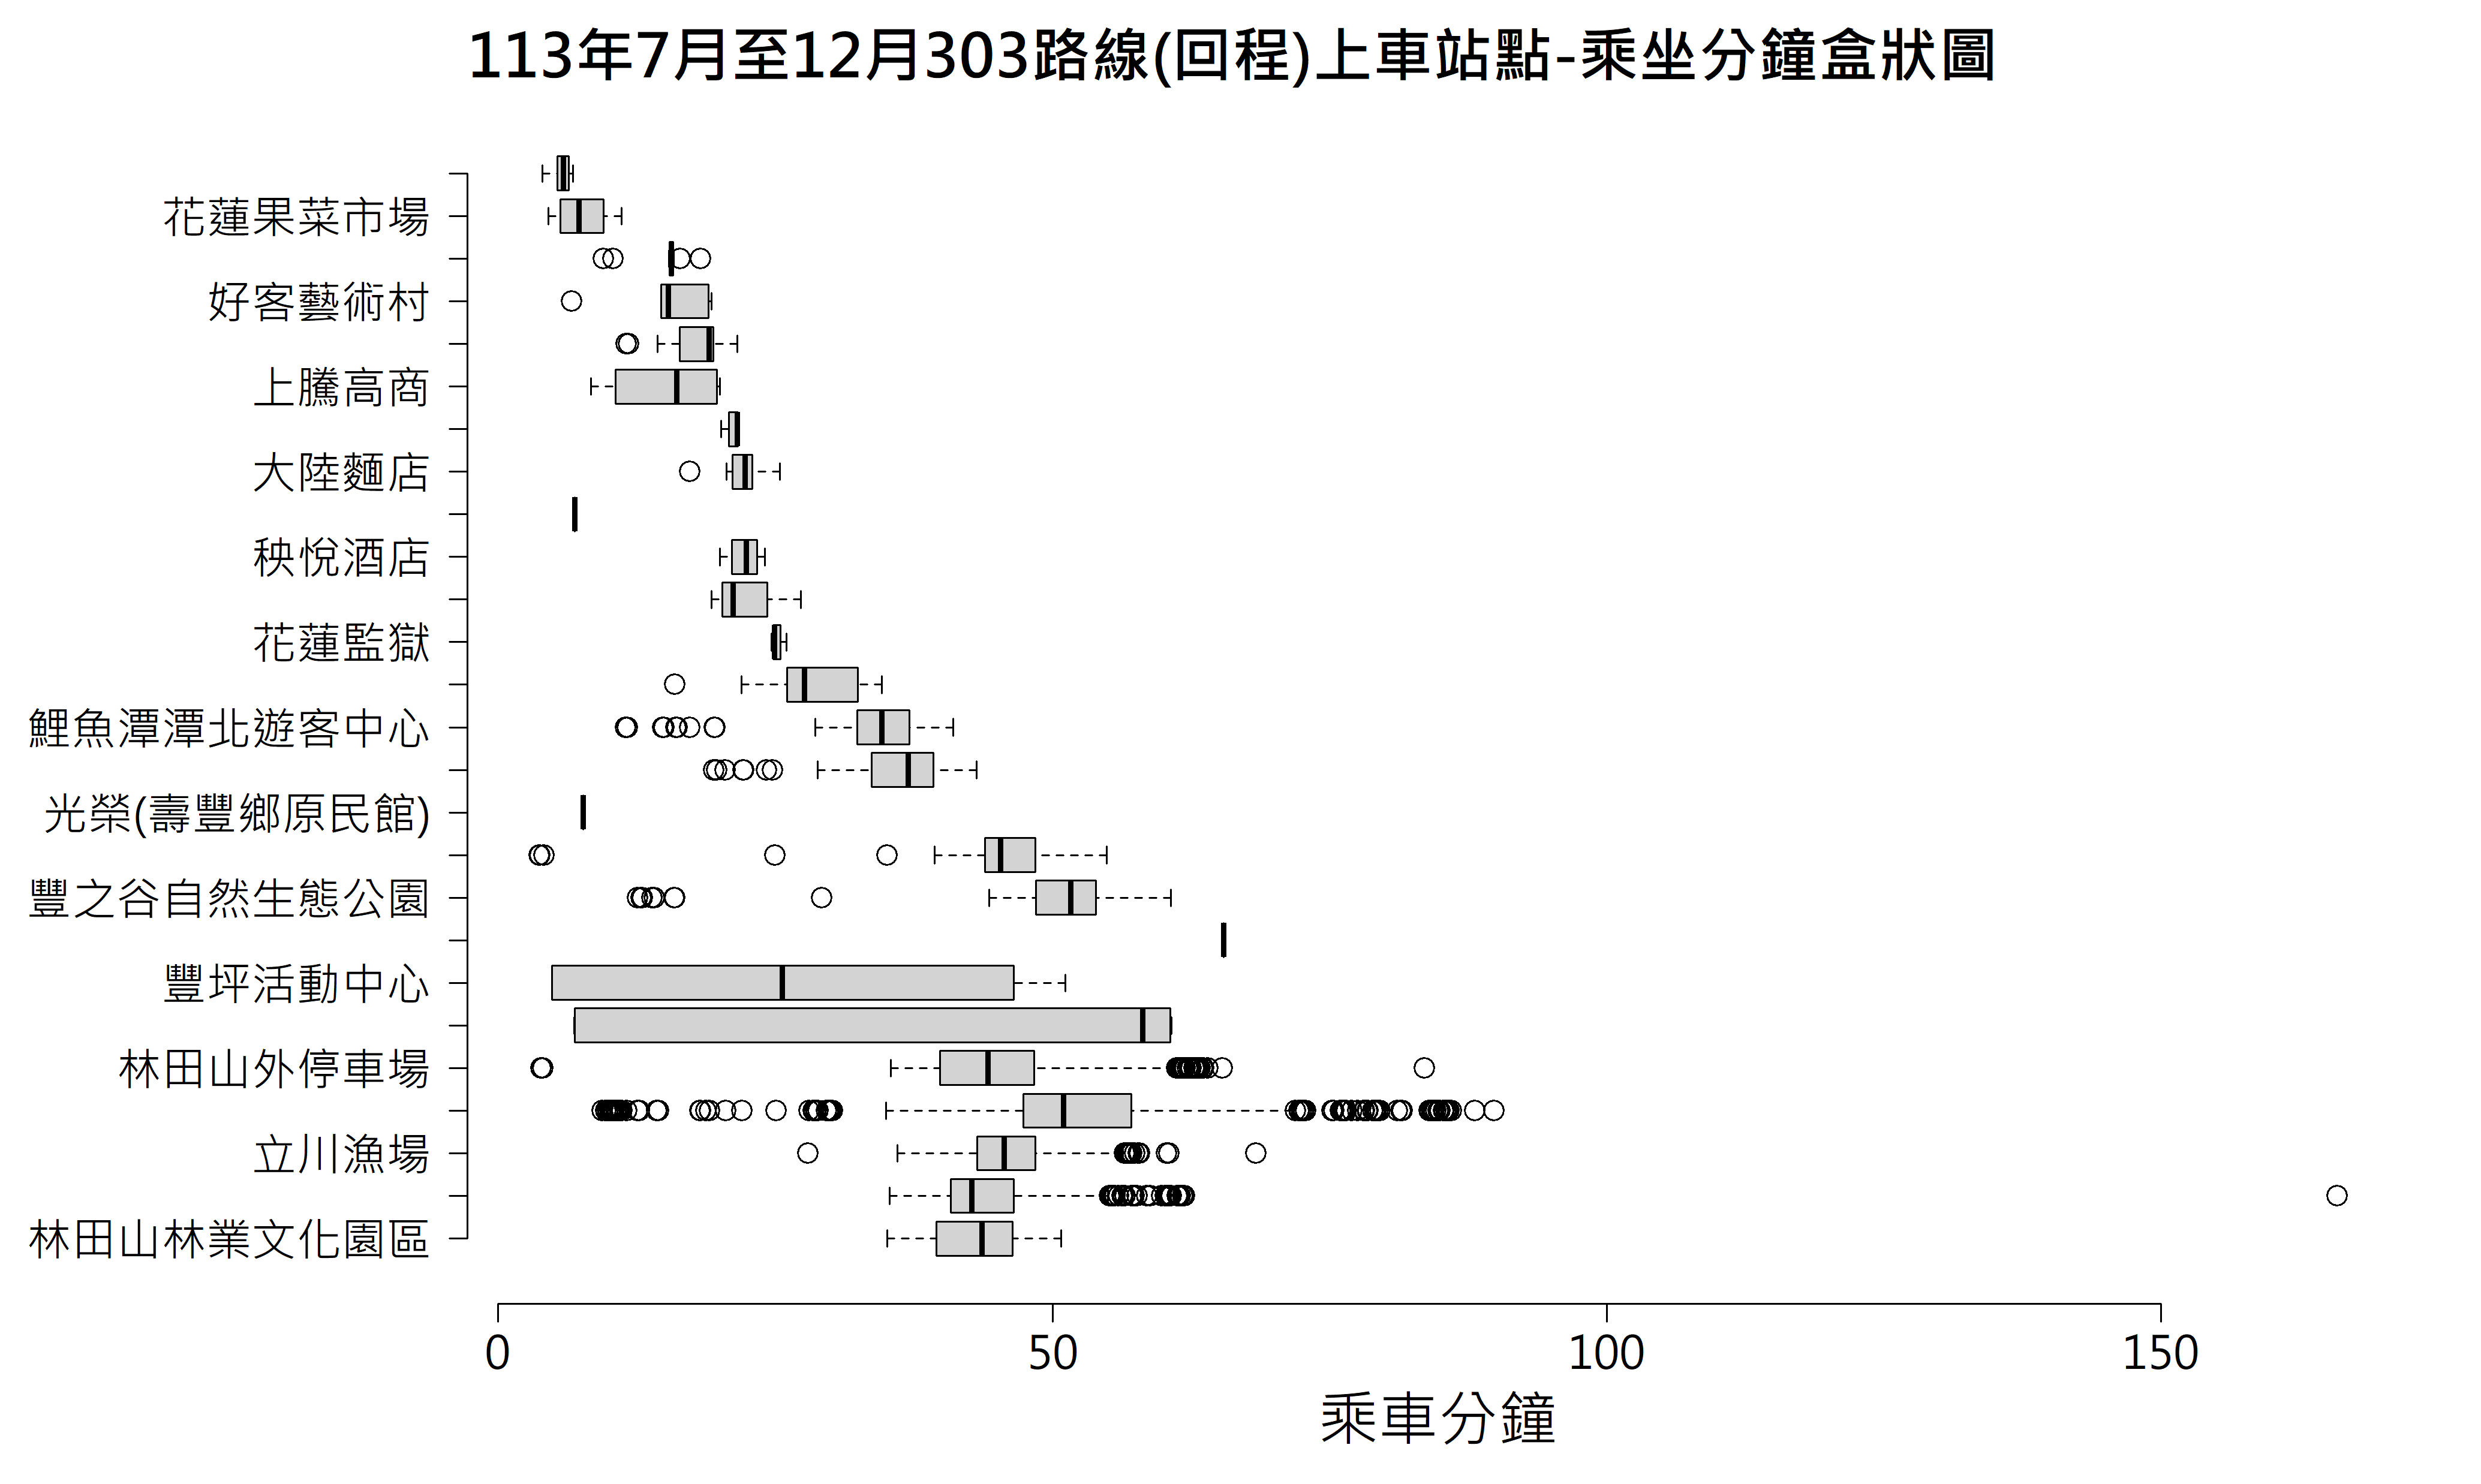 113年7月至12月303路線(回程)上車站點-乘坐分鐘盒狀圖
花蓮果菜市場
好客藝術村
上騰高商
大陸麵店
秧悅酒店
花蓮監獄
鯉魚潭潭北遊客中心
光榮(壽豐鄉原民館)
豐之谷自然生態公園
豐坪活動中心
林田山外停車場
立川漁場
林田山林業文化園區
0 50 100 150
乘車分鐘